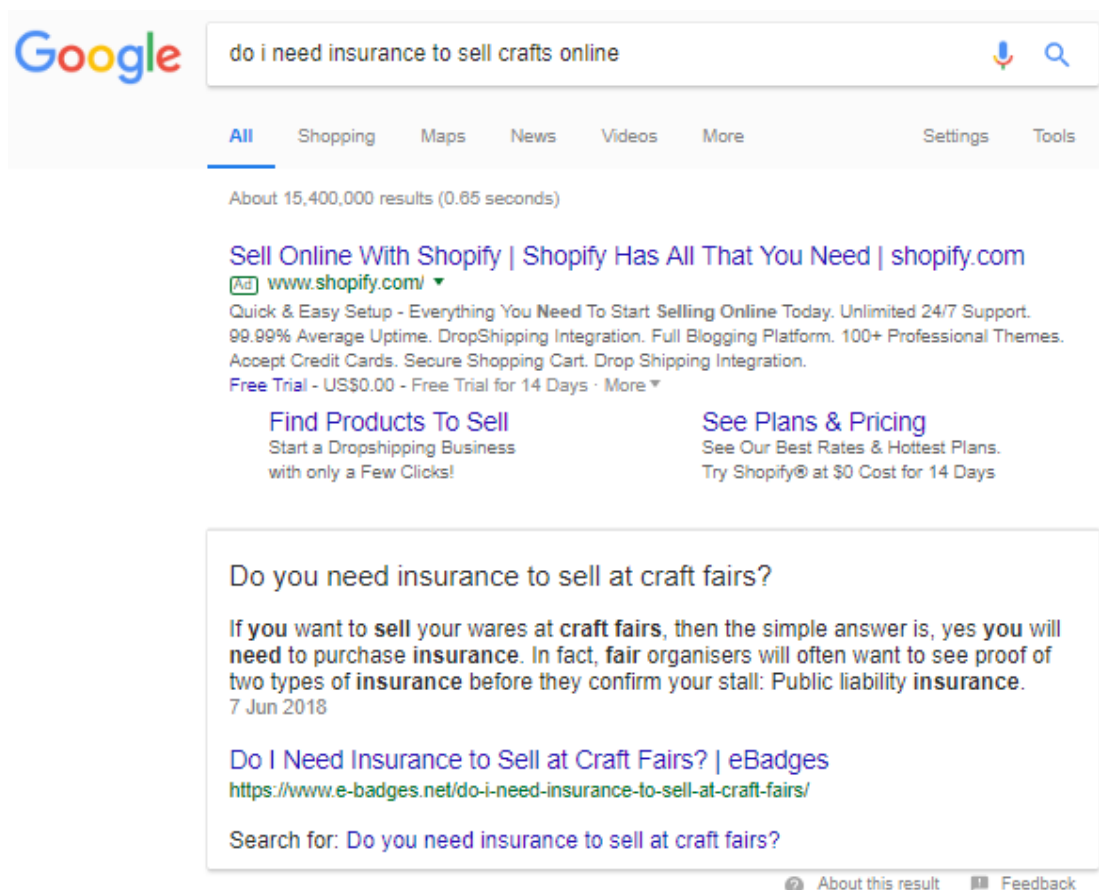 Google
do i need insurance to sell crafts online
All Shopping Maps News Videos More Settings Tools
About 15,400,000 results (0.65 seconds)
Sell Online With Shopify | Shopify Has All That You Need | shopify.com
Ad www.shopify.com/
Quick & Easy Setup - Everything You Need To Start Selling Online Today. Unlimited 24/7 Support.
99.99% Average Uptime. DropShipping Integration. Full Blogging Platform. 100+ Professional Themes.
Accept Credit Cards. Secure Shopping Cart. Drop Shipping Integration.
Free Trial - US$0.00 - Free Trial for 14 Days · More
Find Products To Sell
Start a Dropshipping Business
with only a Few Clicks!
See Plans & Pricing
See Our Best Rates & Hottest Plans.
Try Shopify® at $0 Cost for 14 Days
Do you need insurance to sell at craft fairs?
If you want to sell your wares at craft fairs, then the simple answer is, yes you will
need to purchase insurance. In fact, fair organisers will often want to see proof of
two types of insurance before they confirm your stall: Public liability insurance.
7 Jun 2018
Do I Need Insurance to Sell at Craft Fairs? | eBadges
https://www.e-badges.net/do-i-need-insurance-to-sell-at-craft-fairs/
Search for: Do you need insurance to sell at craft fairs?
About this result Feedback